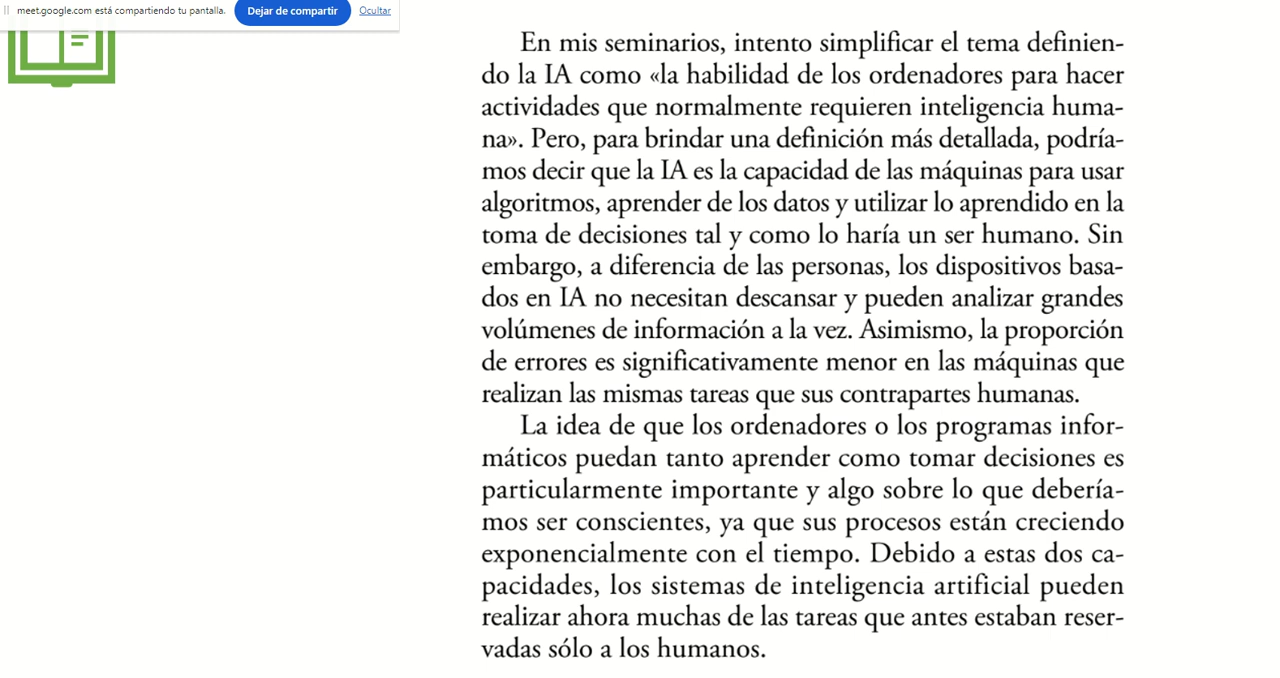 meet.google.com está compartiendo tu pantalla. Dejar de compartir Ocultar
En mis seminarios, intento simplificar el tema definien-
do la IA como «la habilidad de los ordenadores para hacer
actividades que normalmente requieren inteligencia huma-
na». Pero, para brindar una definición más detallada, podría-
mos decir que la IA es la capacidad de las máquinas para usar
algoritmos, aprender de los datos y utilizar lo aprendido en la
toma de decisiones tal y como lo haría un ser humano. Sin
embargo, a diferencia de las personas, los dispositivos basa-
dos en IA no necesitan descansar y pueden analizar grandes
volúmenes de información a la vez. Asimismo, la proporción
de errores es significativamente menor en las máquinas que
realizan las mismas tareas que sus contrapartes humanas.
La idea de que los ordenadores o los programas infor-
máticos puedan tanto aprender como tomar decisiones es
particularmente importante y algo sobre lo que debería-
mos ser conscientes, ya que sus procesos están creciendo
exponencialmente con el tiempo. Debido a estas dos ca-
pacidades, los sistemas de inteligencia artificial pueden
realizar ahora muchas de las tareas que antes estaban reser-
vadas sólo a los humanos.